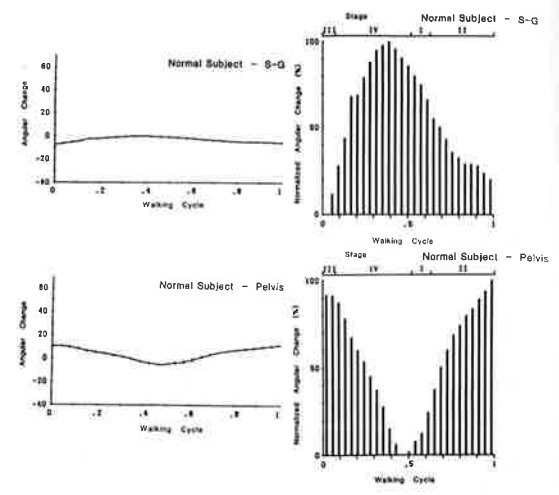 Normal Subject - S-G
60
40
20
0
-20
-40
0 .2 .4 .6 .8 1
Angular Change
Walking Cycle
Stage
Normal Subject - S-G
III IV I II
100
50
0
0 .5 1
Normalized Angular Change (%)
Walking Cycle
Normal Subject - Pelvis
60
40
20
0
-20
-40
0 .2 .4 .6 .8 1
Angular Change
Walking Cycle
Stage
Normal Subject - Pelvis
III IV I II
100
50
0
0 .5 1
Normalized Angular Change (%)
Walking Cycle